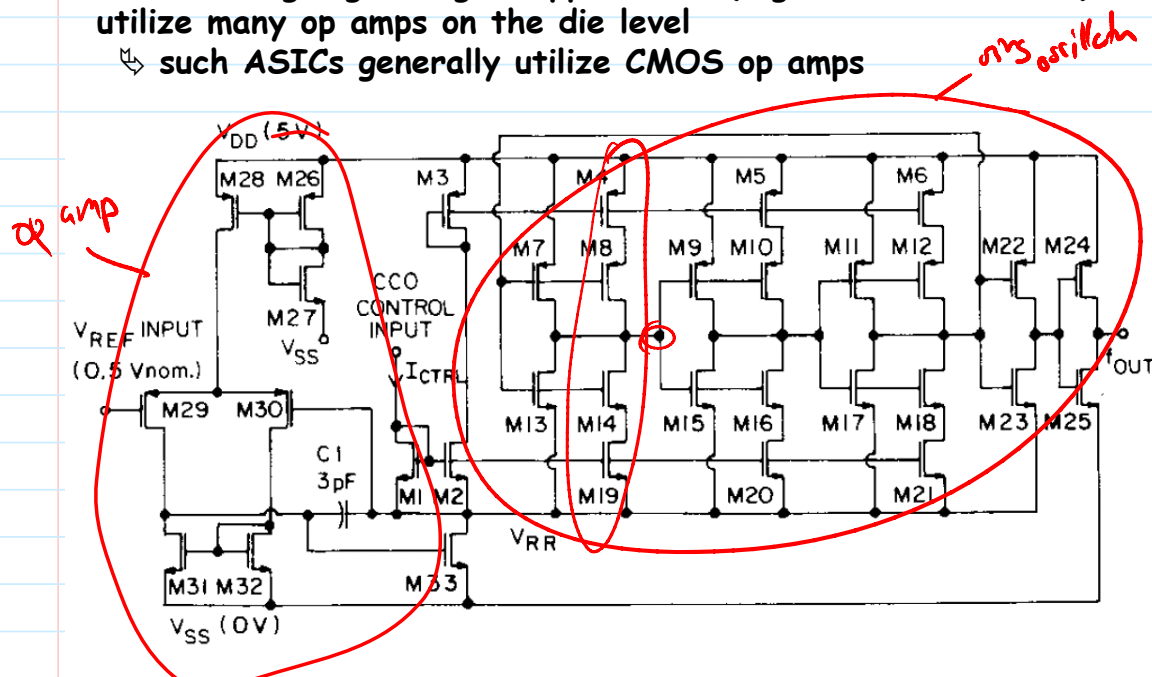 utilize many op amps on the die level
such ASICs generally utilize CMOS op amps
ring oscillator
op amp
VDD (5V)
M28 M26
M3
M4
M5
M6
M7
M8
M9
M10
M11
M12
M22
M24
M27
VSS
CCO
CONTROL
INPUT
ICTRL
VREF INPUT
(0.5 Vnom.)
M29
M30
M13
M14
M15
M16
M17
M18
M23
M25
fOUT
C1
3pF
M1
M2
M19
M20
M21
VRR
M31
M32
M33
VSS (0V)